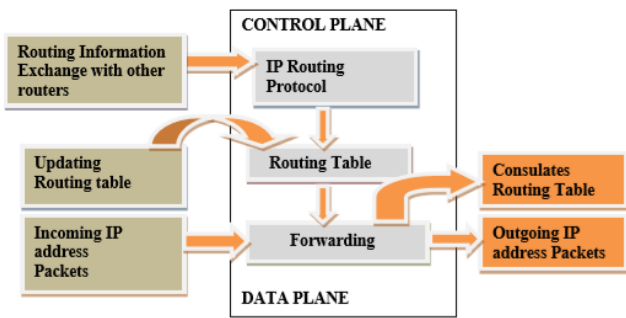 CONTROL PLANE
Routing Information
Exchange with other
routers
IP Routing
Protocol
Updating
Routing table
Routing Table
Consulates
Routing Table
Incoming IP
address
Packets
Forwarding
Outgoing IP
address Packets
DATA PLANE